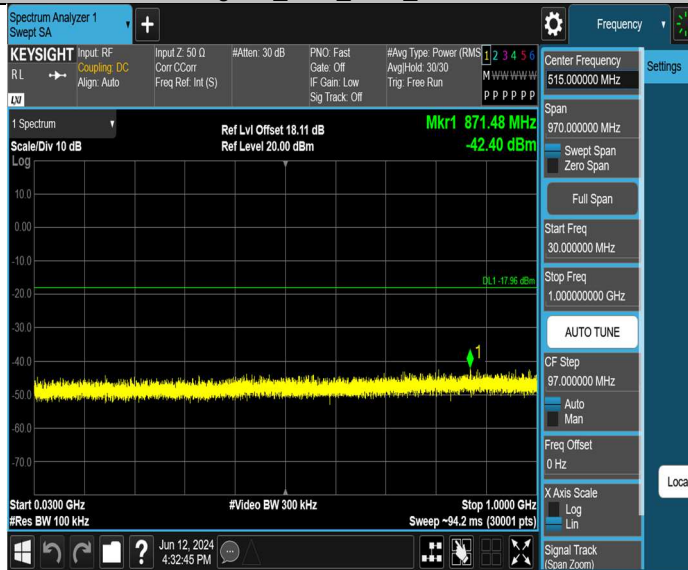 Spectrum Analyzer 1
Swept SA
Frequency
KEYSIGHT
RL
LXI
Input: RF
Coupling: DC
Align: Auto
Input Z: 50 Ω
Corr CCorr
Freq Ref: Int (S)
#Atten: 30 dB
PNO: Fast
Gate: Off
IF Gain: Low
Sig Track: Off
#Avg Type: Power (RMS
Avg|Hold: 30/30
Trig: Free Run
1 2 3 4 5 6
M W W W W W
P P P P P P
1 Spectrum
Scale/Div 10 dB
Log
Ref Lvl Offset 18.11 dB
Ref Level 20.00 dBm
Mkr1 871.48 MHz
-42.40 dBm
10.0
0.00
-10.0
-20.0
-30.0
-40.0
-50.0
-60.0
-70.0
DL1 -17.96 dBm
1
Start 0.0300 GHz
#Res BW 100 kHz
#Video BW 300 kHz
Stop 1.0000 GHz
Sweep ~94.2 ms (30001 pts)
Jun 12, 2024
4:32:45 PM
Center Frequency
515.000000 MHz
Span
970.000000 MHz
Swept Span
Zero Span
Full Span
Start Freq
30.000000 MHz
Stop Freq
1.000000000 GHz
AUTO TUNE
CF Step
97.000000 MHz
Auto
Man
Freq Offset
0 Hz
X Axis Scale
Log
Lin
Signal Track
(Span Zoom)
Settings
Loca